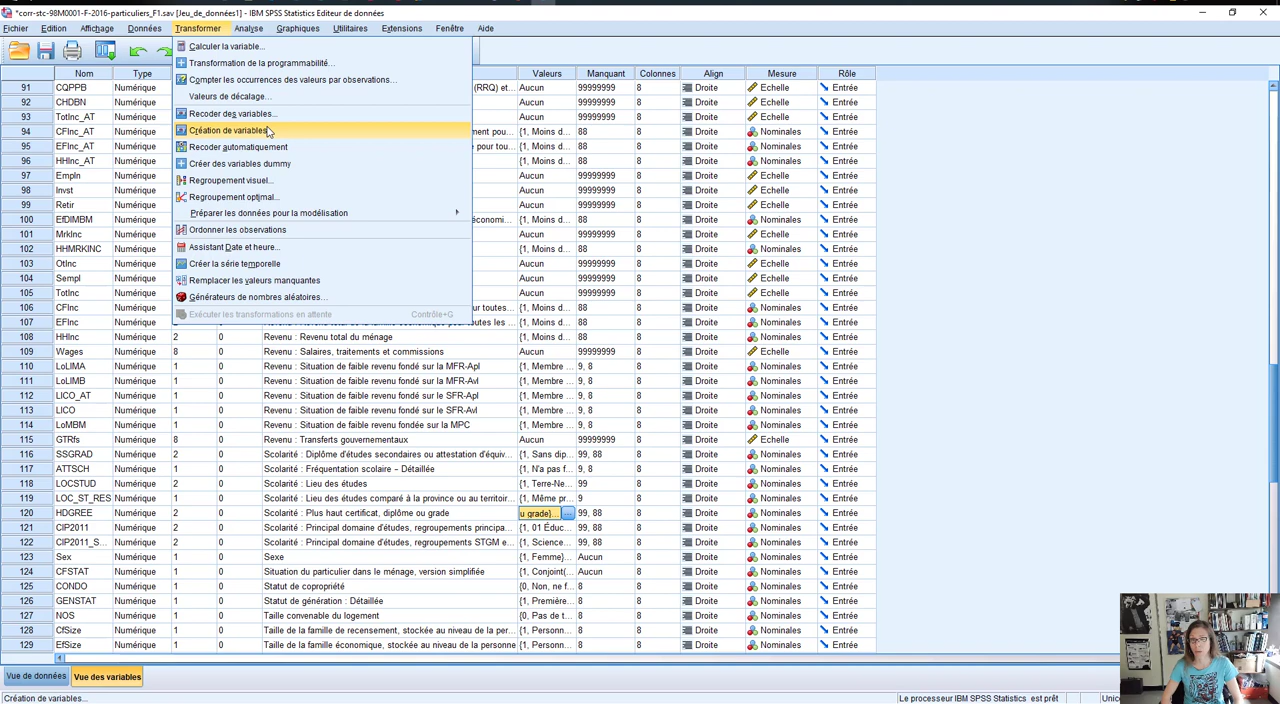 *corr-stc-98M0001-F-2016-particuliers_F1.sav [Jeu_de_données1] - IBM SPSS Statistics Editeur de données
Fichier Edition Affichage Données Transformer Analyse Graphiques Utilitaires Extensions Fenêtre Aide
Calculer la variable...
Transformation de la programmabilité...
Compter les occurrences des valeurs par observations...
Valeurs de décalage...
Recoder des variables...
Création de variables
Recoder automatiquement
Créer des variables dummy
Regroupement visuel...
Regroupement optimal...
Préparer les données pour la modélisation
Ordonner les observations
Assistant Date et heure...
Créer la série temporelle
Remplacer les valeurs manquantes
Générateurs de nombres aléatoires...
Exécuter les transformations en attente Contrôle+G
Nom Type Valeurs Manquant Colonnes Align Mesure Rôle
91 CQPPB Numérique (RRQ) et... Aucun 99999999 8 Droite Echelle Entrée
92 CHDBN Numérique Aucun 99999999 8 Droite Echelle Entrée
93 TotInc_AT Numérique Aucun 99999999 8 Droite Echelle Entrée
94 CFInc_AT Numérique ment pou... {1, Moins d... 88 8 Droite Nominales Entrée
95 EFInc_AT Numérique pour tou... {1, Moins d... 88 8 Droite Nominales Entrée
96 HHInc_AT Numérique {1, Moins d... 88 8 Droite Nominales Entrée
97 EmpIn Numérique Aucun 99999999 8 Droite Echelle Entrée
98 Invst Numérique Aucun 99999999 8 Droite Echelle Entrée
99 Retir Numérique Aucun 99999999 8 Droite Echelle Entrée
100 EfDIMBM Numérique économi... {1, Moins d... 88 8 Droite Nominales Entrée
101 MrkInc Numérique Aucun 99999999 8 Droite Echelle Entrée
102 HHMRKINC Numérique {1, Moins d... 88 8 Droite Nominales Entrée
103 OtInc Numérique Aucun 99999999 8 Droite Echelle Entrée
104 Sempl Numérique Aucun 99999999 8 Droite Echelle Entrée
105 TotInc Numérique Aucun 99999999 8 Droite Echelle Entrée
106 CFInc Numérique ur toutes... {1, Moins d... 88 8 Droite Nominales Entrée
107 EFInc Numérique 2 0 Revenu : Revenu total de la famille économique pour toutes les {1, Moins d... 88 8 Droite Nominales Entrée
108 HHInc Numérique 2 0 Revenu : Revenu total du ménage {1, Moins d... 88 8 Droite Nominales Entrée
109 Wages Numérique 8 0 Revenu : Salaires, traitements et commissions Aucun 99999999 8 Droite Echelle Entrée
110 LoLIMA Numérique 1 0 Revenu : Situation de faible revenu fondé sur la MFR-Apl {1, Membre ... 9, 8 8 Droite Nominales Entrée
111 LoLIMB Numérique 1 0 Revenu : Situation de faible revenu fondé sur la MFR-Avl {1, Membre ... 9, 8 8 Droite Nominales Entrée
112 LICO_AT Numérique 1 0 Revenu : Situation de faible revenu fondé sur le SFR-Apl {1, Membre ... 9, 8 8 Droite Nominales Entrée
113 LICO Numérique 1 0 Revenu : Situation de faible revenu fondé sur le SFR-Avl {1, Membre ... 9, 8 8 Droite Nominales Entrée
114 LoMBM Numérique 1 0 Revenu : Situation de faible revenu fondé sur la MPC {1, Membre ... 9, 8 8 Droite Nominales Entrée
115 GTRfs Numérique 8 0 Revenu : Transferts gouvernementaux Aucun 99999999 8 Droite Echelle Entrée
116 SSGRAD Numérique 2 0 Scolarité : Diplôme d'études secondaires ou attestation d'équiv... {1, Sans dip... 99, 88 8 Droite Nominales Entrée
117 ATTSCH Numérique 1 0 Scolarité : Fréquentation scolaire – Détaillée {1, N'a pas f... 9, 8 8 Droite Nominales Entrée
118 LOCSTUD Numérique 2 0 Scolarité : Lieu des études {1, Terre-Ne... 99 8 Droite Nominales Entrée
119 LOC_ST_RES Numérique 1 0 Scolarité : Lieu des études comparé à la province ou au territoir... {1, Même pr... 9 8 Droite Nominales Entrée
120 HDGREE Numérique 2 0 Scolarité : Plus haut certificat, diplôme ou grade u grade}... ... 99, 88 8 Droite Nominales Entrée
121 CIP2011 Numérique 2 0 Scolarité : Principal domaine d'études, regroupements principa... {1, 01 Éduc... 99, 88 8 Droite Nominales Entrée
122 CIP2011_S... Numérique 2 0 Scolarité : Principal domaine d'études, regroupements STGM e... {1, Science... 99, 88 8 Droite Nominales Entrée
123 Sex Numérique 1 0 Sexe {1, Femme}... Aucun 8 Droite Nominales Entrée
124 CFSTAT Numérique 1 0 Situation du particulier dans le ménage, version simplifiée {1, Conjoint(... Aucun 8 Droite Nominales Entrée
125 CONDO Numérique 1 0 Statut de copropriété {0, Non, ne f... 8 8 Droite Nominales Entrée
126 GENSTAT Numérique 1 0 Statut de génération : Détaillée {1, Première... 8 8 Droite Nominales Entrée
127 NOS Numérique 1 0 Taille convenable du logement {0, Pas de t... 8 8 Droite Nominales Entrée
128 CfSize Numérique 1 0 Taille de la famille de recensement, stockée au niveau de la per... {1, Personn... 8 8 Droite Nominales Entrée
129 EfSize Numérique 1 0 Taille de la famille économique, stockée au niveau de la personne {1, Personn... 8 8 Droite Nominales Entrée
Vue de données Vue des variables
Création de variables... Le processeur IBM SPSS Statistics est prêt Unico